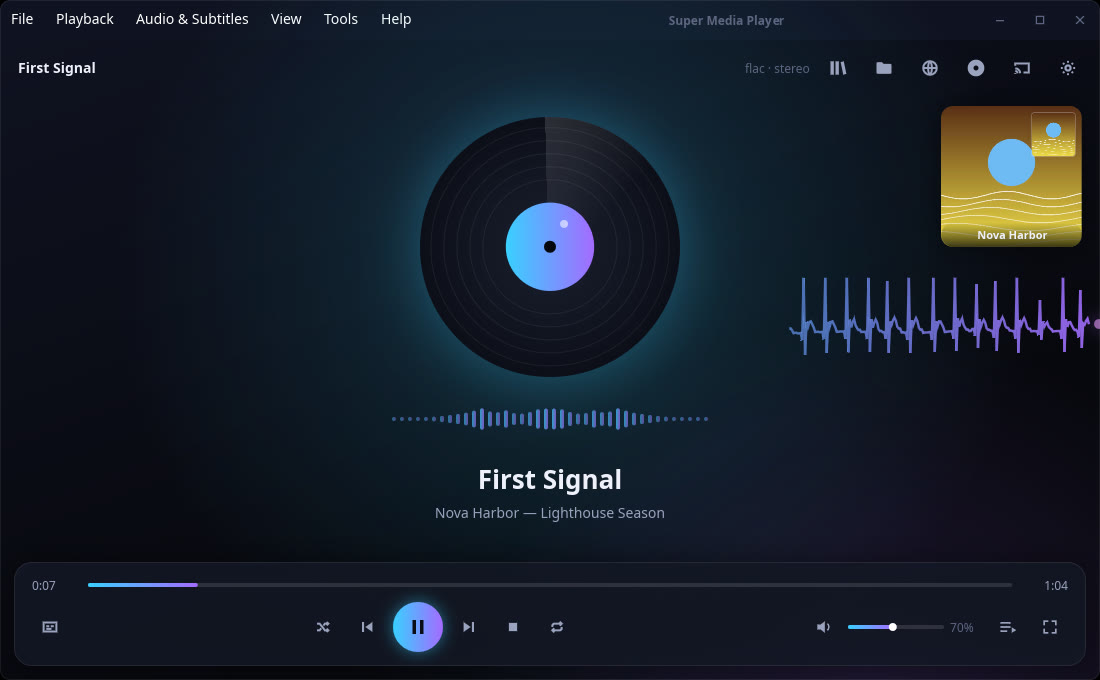 File Playback Audio & Subtitles View Tools Help Super Media Player
First Signal flac · stereo
Nova Harbor
First Signal
Nova Harbor — Lighthouse Season
0:07 1:04
70%